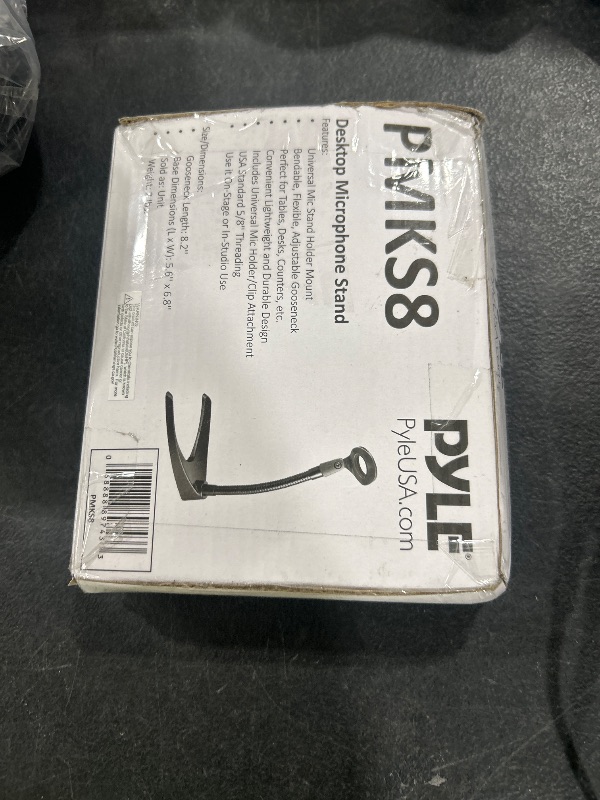 PMKS8
PYLE®
PyleUSA.com
Desktop Microphone Stand
Features:
• Universal Mic Stand Holder Mount
• Bendable, Flexible, Adjustable Gooseneck
• Perfect for Tables, Desks, Counters, etc.
• Convenient Lightweight and Durable Design
• Includes Universal Mic Holder/Clip Attachment
• USA Standard 5/8" Threading
• Use it On-Stage or In-Studio Use
Size/Dimensions:
Gooseneck Length: 8.2"
Base Dimensions (L x W): 5.6" x 6.8"
Sold as: Unit
Weight:
PMKS8